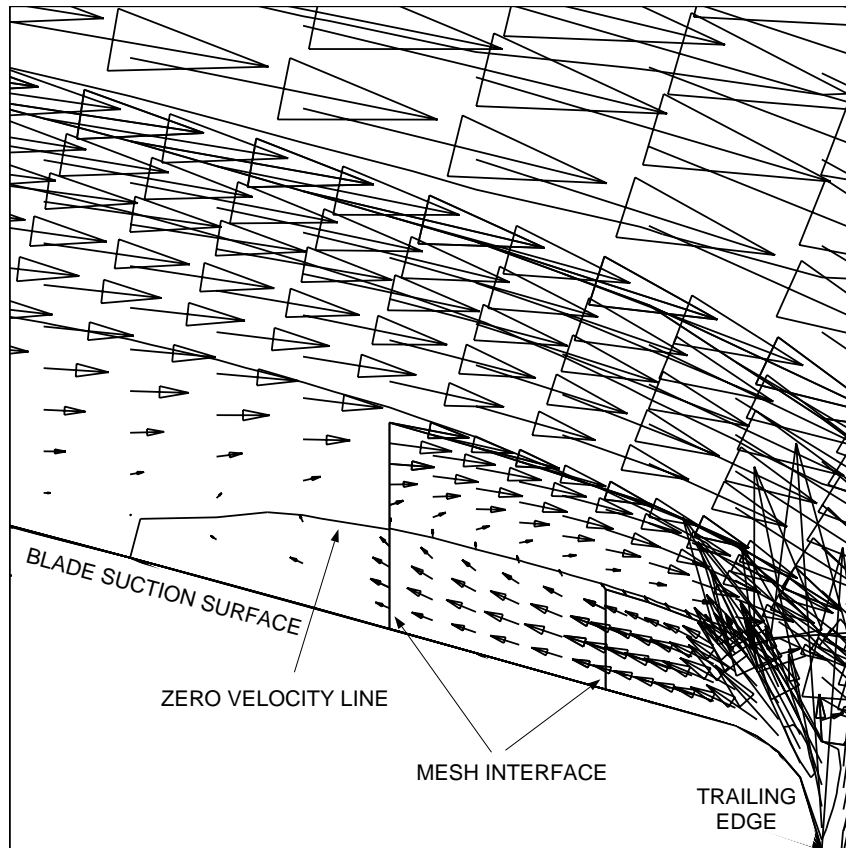 BLADE SUCTION SURFACE
ZERO VELOCITY LINE
MESH INTERFACE
TRAILING
EDGE